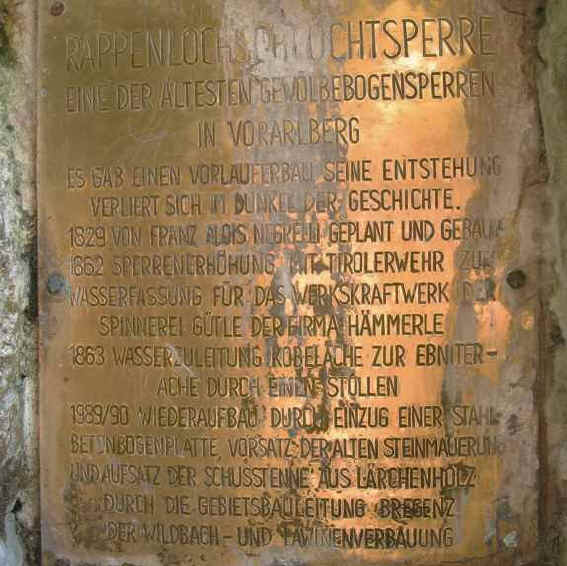 RAPPENLOCHSCHLUCHTSPERRE
EINE DER ÄLTESTEN GEWÖLBEBOGENSPERREN
IN VORARLBERG
ES GAB EINEN VORLÄUFERBAU. SEINE ENTSTEHUNG
VERLIERT SICH IM DUNKEL DER GESCHICHTE.
1829 VON FRANZ ALOIS NEGRELLI GEPLANT UND GEBAUT
1862 SPERRENERHÖHUNG MIT TIROLERWEHR ZUR
WASSERFASSUNG FÜR DAS WERKSKRAFTWERK DER
SPINNEREI GÜTLE DER FIRMA HÄMMERLE
1863 WASSERZULEITUNG KOBELACHE ZUR EBNITER-
ACHE DURCH EINEN STOLLEN
1989/90 WIEDERAUFBAU DURCH EINZUG EINER STAHL-
BETONBOGENPLATTE, VORSATZ DER ALTEN STEINMAUERUNG
UND AUFSATZ DER SCHUSSTENNE AUS LÄRCHENHOLZ
DURCH DIE GEBIETSBAULEITUNG BREGENZ
DER WILDBACH- UND LAWINENVERBAUUNG